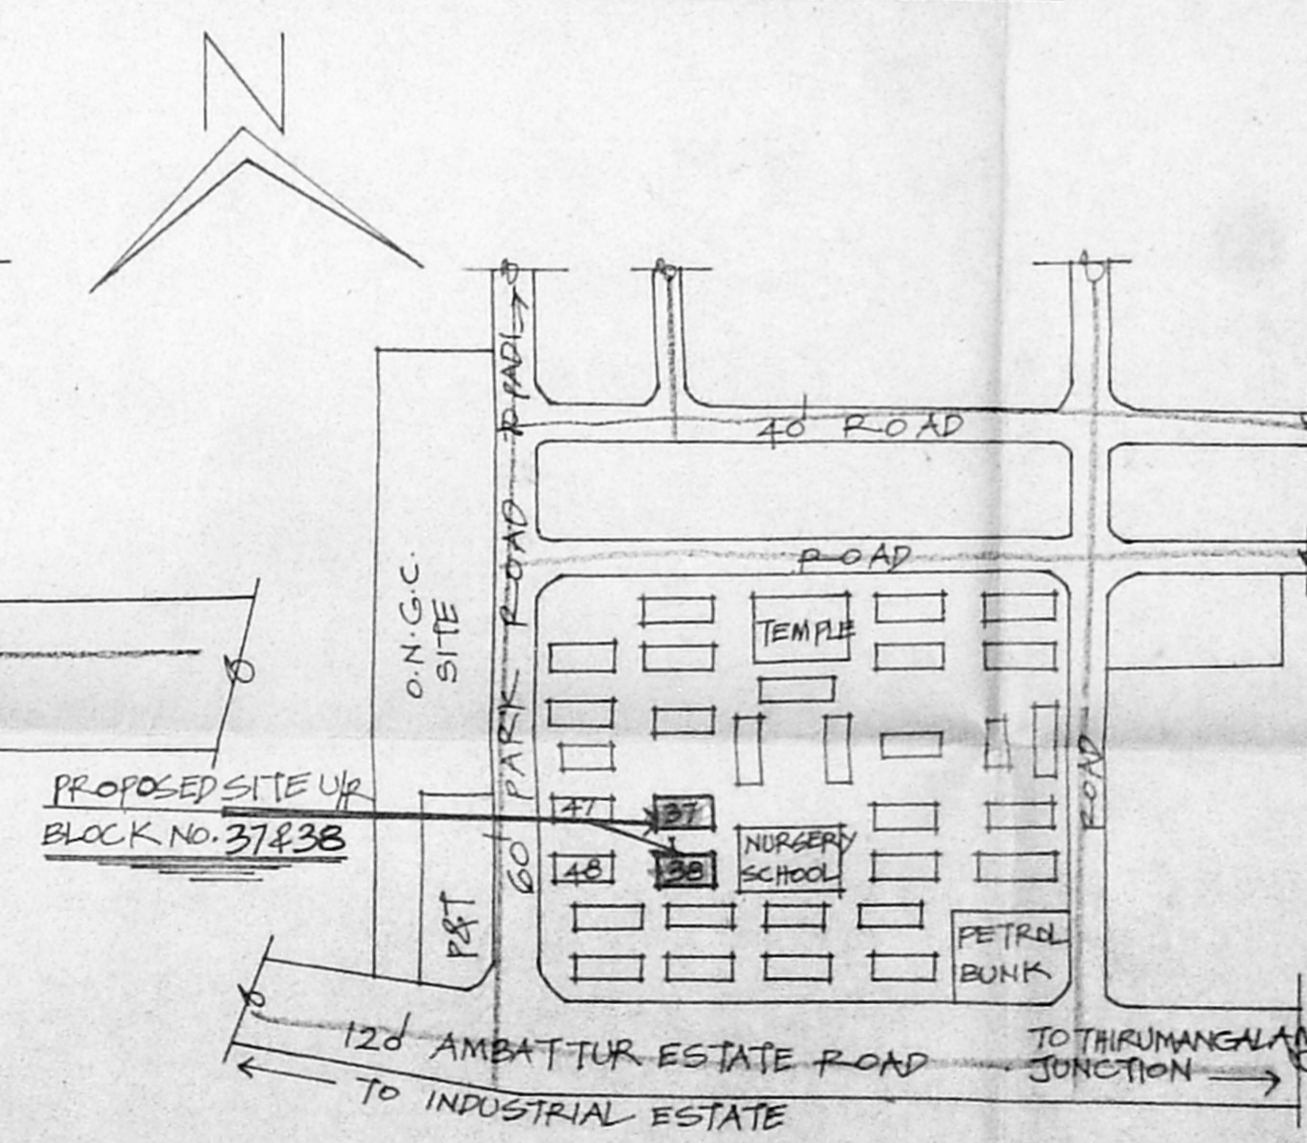 N
60' PARK ROAD TO PADI
40' ROAD
ROAD
O.N.G.C.
SITE
TEMPLE
ROAD
PROPOSED SITE U/R
BLOCK NO. 37&38
47
37
48
38
NURSERY
SCHOOL
P&T
PETROL
BUNK
120' AMBATTUR ESTATE ROAD
TO INDUSTRIAL ESTATE
TO THIRUMANGALAM
JUNCTION